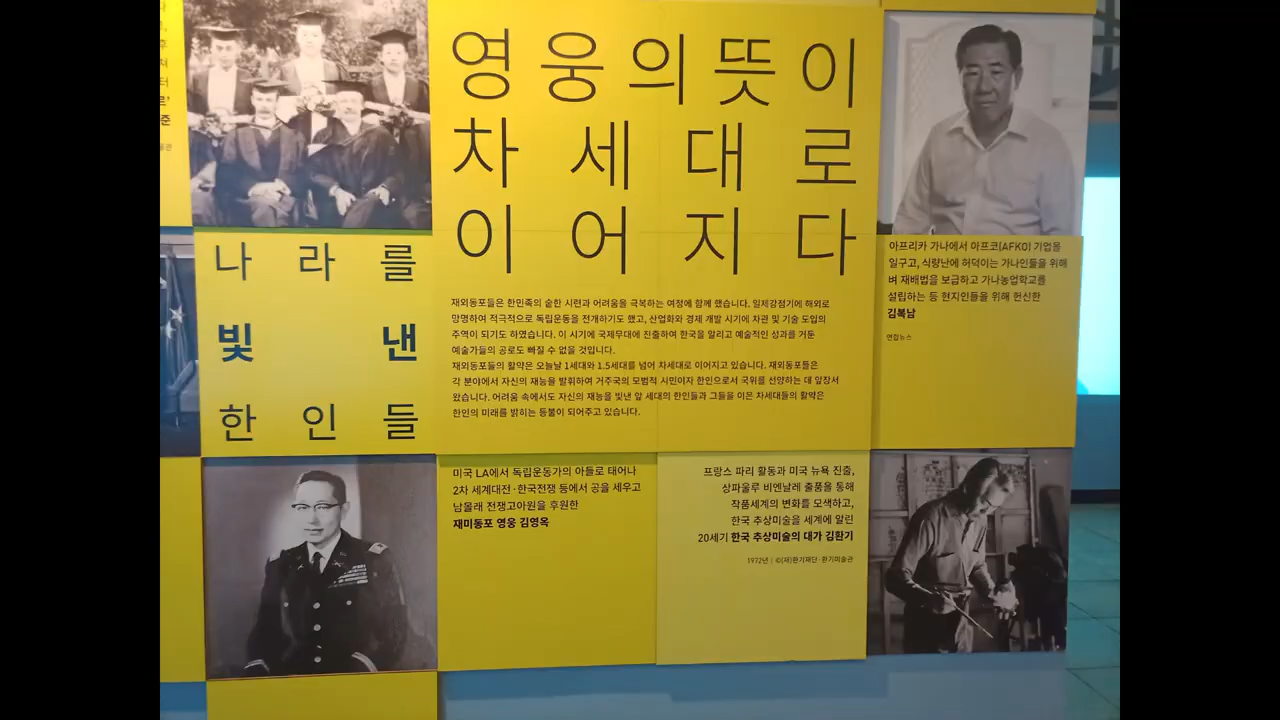 영웅의 뜻이
차세대로
이어지다
재외동포들은 한민족의 숱한 시련과 어려움을 극복하는 여정에 함께 했습니다. 일제강점기에 해외로
망명하여 적극적으로 독립운동을 전개하기도 했고, 산업화와 경제 개발 시기에 차관 및 기술 도입의
주역이 되기도 하였습니다. 이 시기에 국제무대에 진출하여 한국을 알리고 예술적인 성과를 거둔
예술가들의 공로도 빠질 수 없을 것입니다.
재외동포들의 활약은 오늘날 1세대와 1.5세대를 넘어 차세대로 이어지고 있습니다. 재외동포들은
각 분야에서 자신의 재능을 발휘하여 거주국의 모범적 시민이자 한인으로서 국위를 선양하는 데 앞장서
왔습니다. 어려움 속에서도 자신의 재능을 빛낸 앞 세대의 한인들과 그들을 이은 차세대들의 활약은
한인의 미래를 밝히는 등불이 되어주고 있습니다.
나라를
빛낸
한인들
아프리카 가나에서 아프코(AFKO) 기업을
일구고, 식량난에 허덕이는 가나인들을 위해
벼 재배법을 보급하고 가나농업학교를
설립하는 등 현지인들을 위해 헌신한
김복남
연합뉴스
미국 LA에서 독립운동가의 아들로 태어나
2차 세계대전·한국전쟁 등에서 공을 세우고
남몰래 전쟁고아원을 후원한
재미동포 영웅 김영옥
프랑스 파리 활동과 미국 뉴욕 진출,
상파울루 비엔날레 출품을 통해
작품세계의 변화를 모색하고,
한국 추상미술을 세계에 알린
20세기 한국 추상미술의 대가 김환기
1972년 | ©(재)환기재단·환기미술관